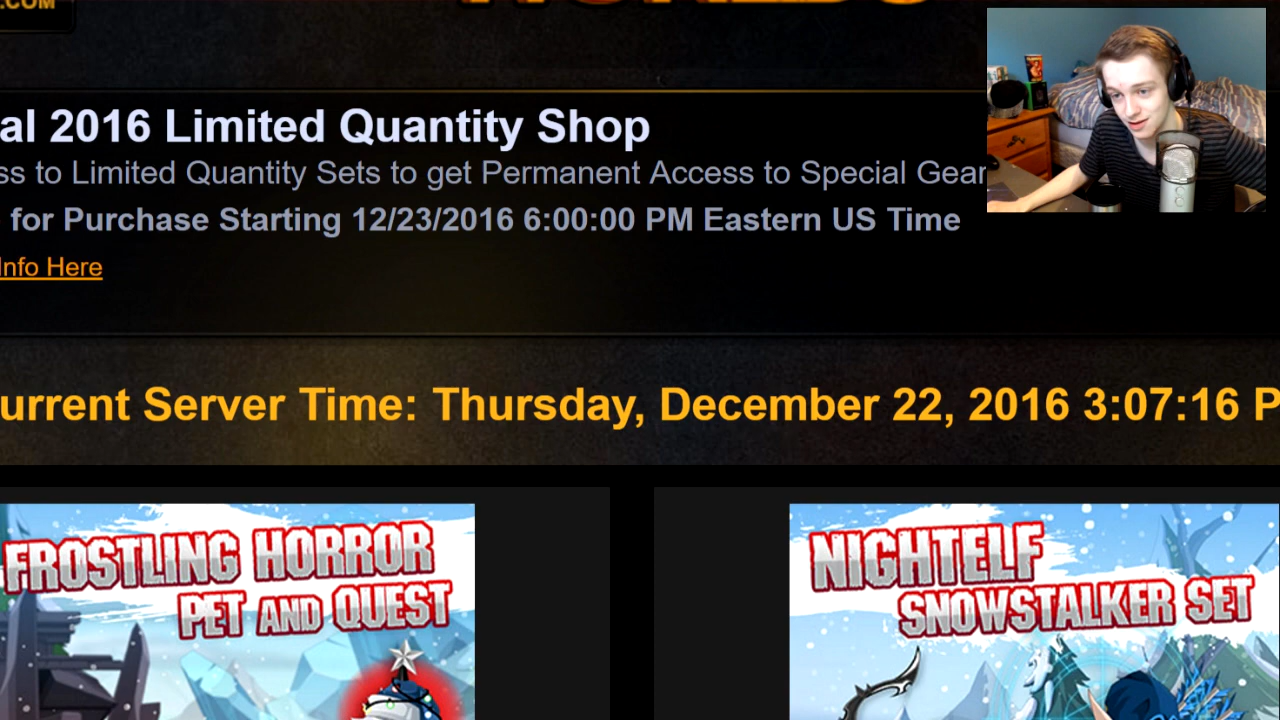 .COM
al 2016 Limited Quantity Shop
ss to Limited Quantity Sets to get Permanent Access to Special Gear
for Purchase Starting 12/23/2016 6:00:00 PM Eastern US Time
Info Here
urrent Server Time: Thursday, December 22, 2016 3:07:16 P
FROSTLING HORROR
PET AND QUEST
NIGHTELF
SNOWSTALKER SET